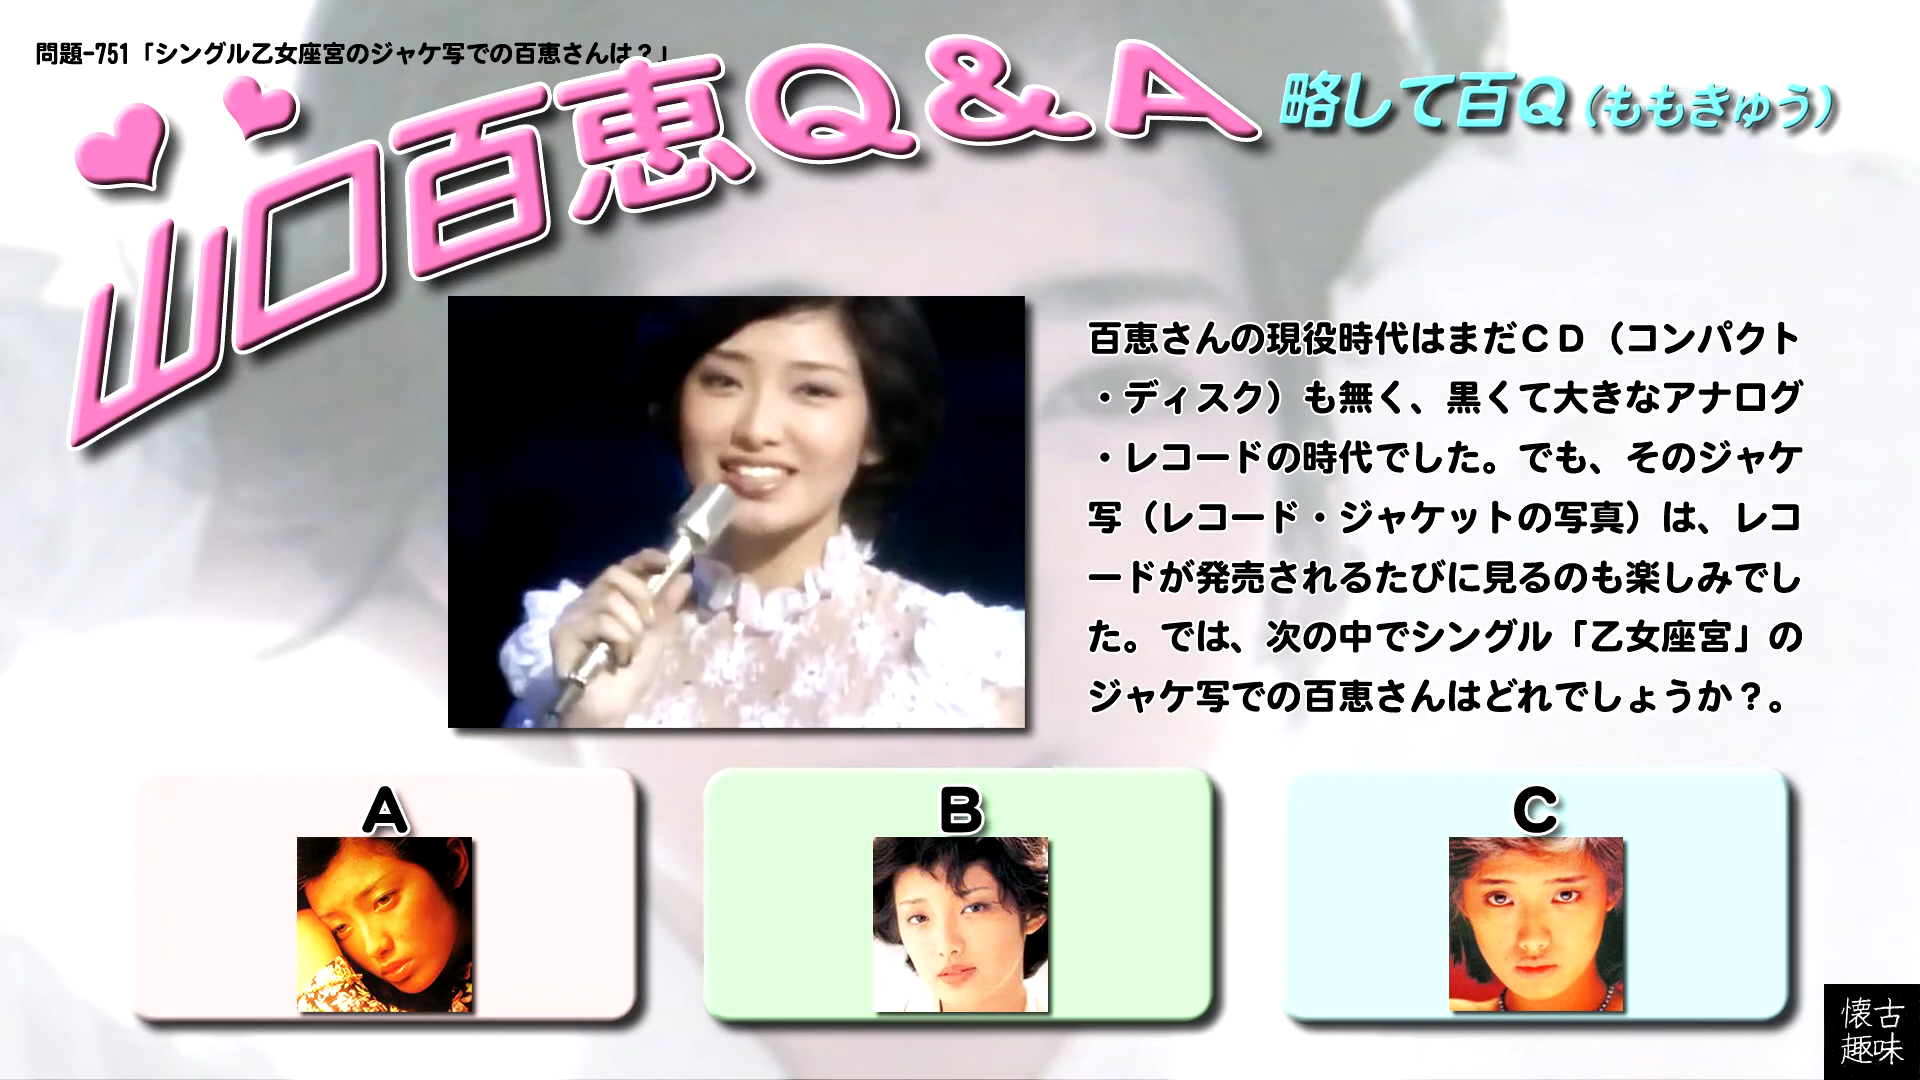 問題-751「シングル乙女座宮のジャケ写での百恵さんは？」
山口百恵Q&A
略して百Q（ももきゅう）
百恵さんの現役時代はまだＣＤ（コンパクト
・ディスク）も無く、黒くて大きなアナログ
・レコードの時代でした。でも、そのジャケ
写（レコード・ジャケットの写真）は、レコ
ードが発売されるたびに見るのも楽しみでし
た。では、次の中でシングル「乙女座宮」の
ジャケ写での百恵さんはどれでしょうか？。
A
B
C
懐古
趣味